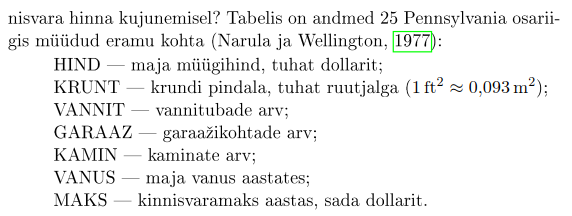 nisvara hinna kujunemisel? Tabelis on andmed 25 Pennsylvania osarii-
gis müüdud eramu kohta (Narula ja Wellington, 1977):
HIND — maja müügihind, tuhat dollarit;
KRUNT — krundi pindala, tuhat ruutjalga (1 ft² ≈ 0,093 m²);
VANNIT — vannitubade arv;
GARAAZ — garaažikohtade arv;
KAMIN — kaminate arv;
VANUS — maja vanus aastates;
MAKS — kinnisvaramaks aastas, sada dollarit.